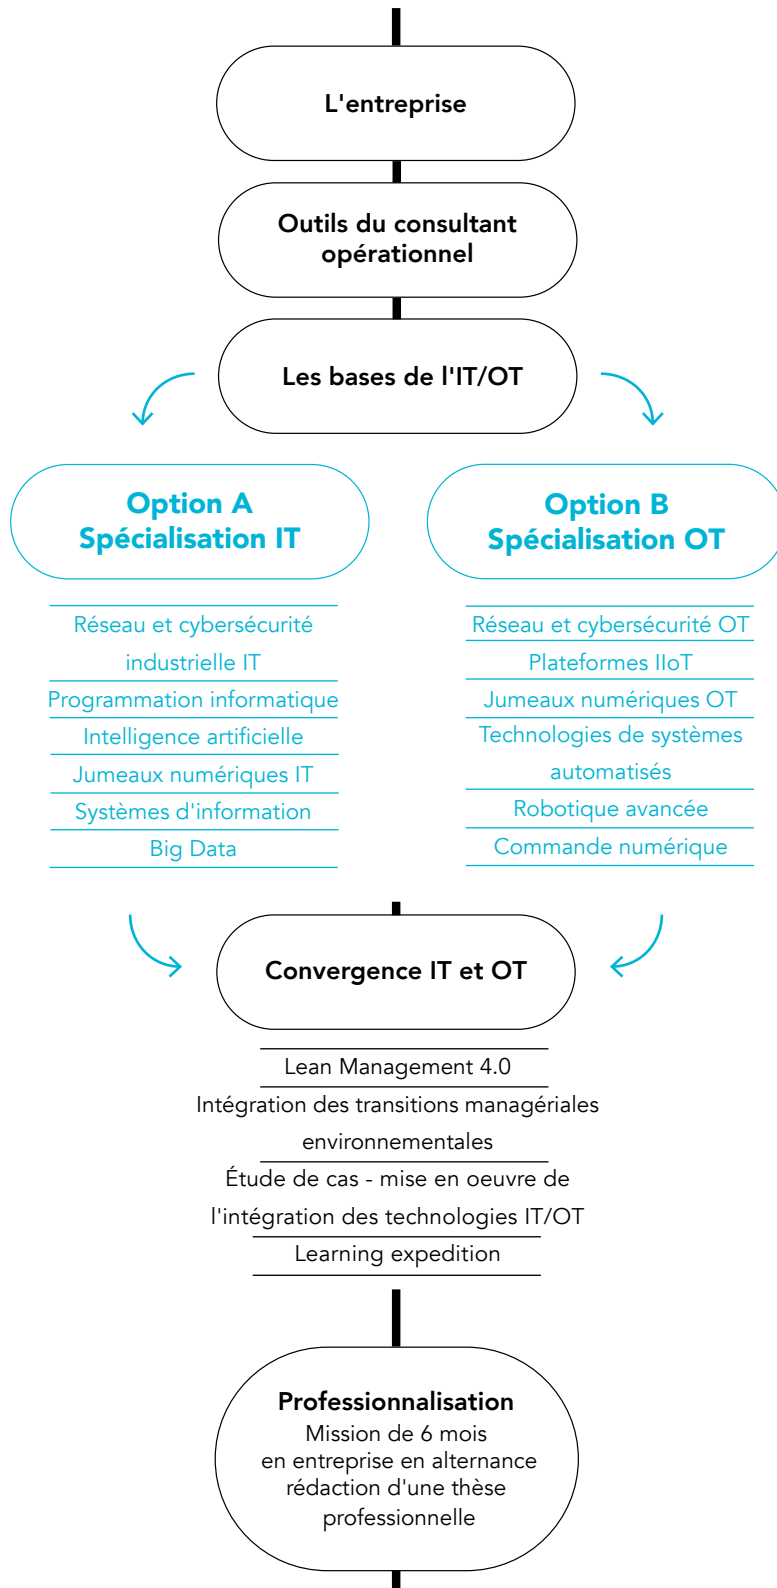 L'entreprise
Outils du consultant
opérationnel
Les bases de l'IT/OT
Option A
Spécialisation IT
Réseau et cybersécurité
industrielle IT
Programmation informatique
Intelligence artificielle
Jumeaux numériques IT
Systèmes d'information
Big Data
Option B
Spécialisation OT
Réseau et cybersécurité OT
Plateformes IIoT
Jumeaux numériques OT
Technologies de systèmes
automatisés
Robotique avancée
Commande numérique
Convergence IT et OT
Lean Management 4.0
Intégration des transitions managériales
environnementales
Étude de cas - mise en oeuvre de
l'intégration des technologies IT/OT
Learning expedition
Professionnalisation
Mission de 6 mois
en entreprise en alternance
rédaction d'une thèse
professionnelle